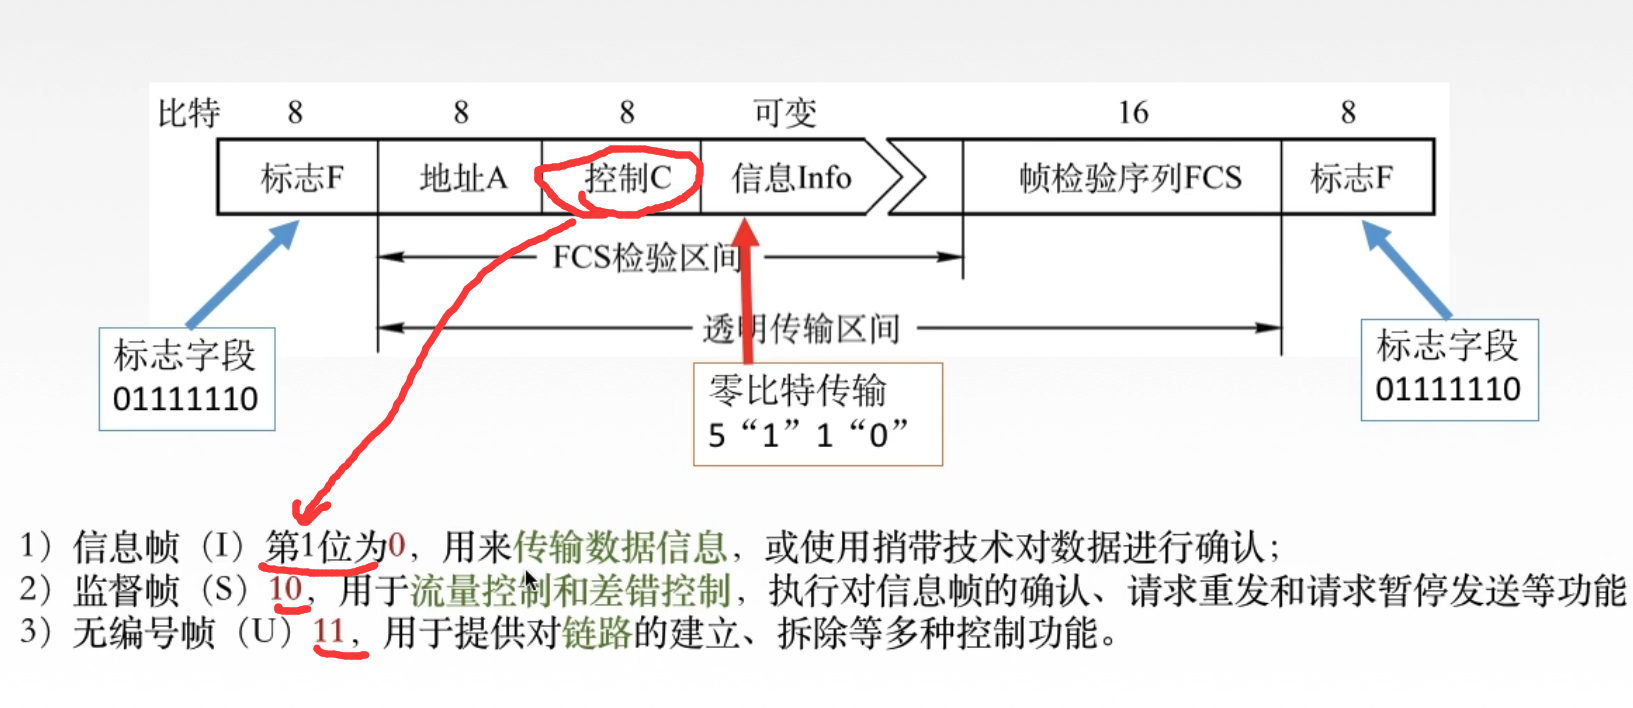 比特 8 8 8 可变 16 8
标志F 地址A 控制C 信息Info 帧检验序列FCS 标志F
FCS检验区间
透明传输区间
标志字段
01111110
零比特传输
5“1”1“0”
标志字段
01111110
1）信息帧（I）第1位为0，用来传输数据信息，或使用捎带技术对数据进行确认；
2）监督帧（S）10，用于流量控制和差错控制，执行对信息帧的确认、请求重发和请求暂停发送等功能
3）无编号帧（U）11，用于提供对链路的建立、拆除等多种控制功能。